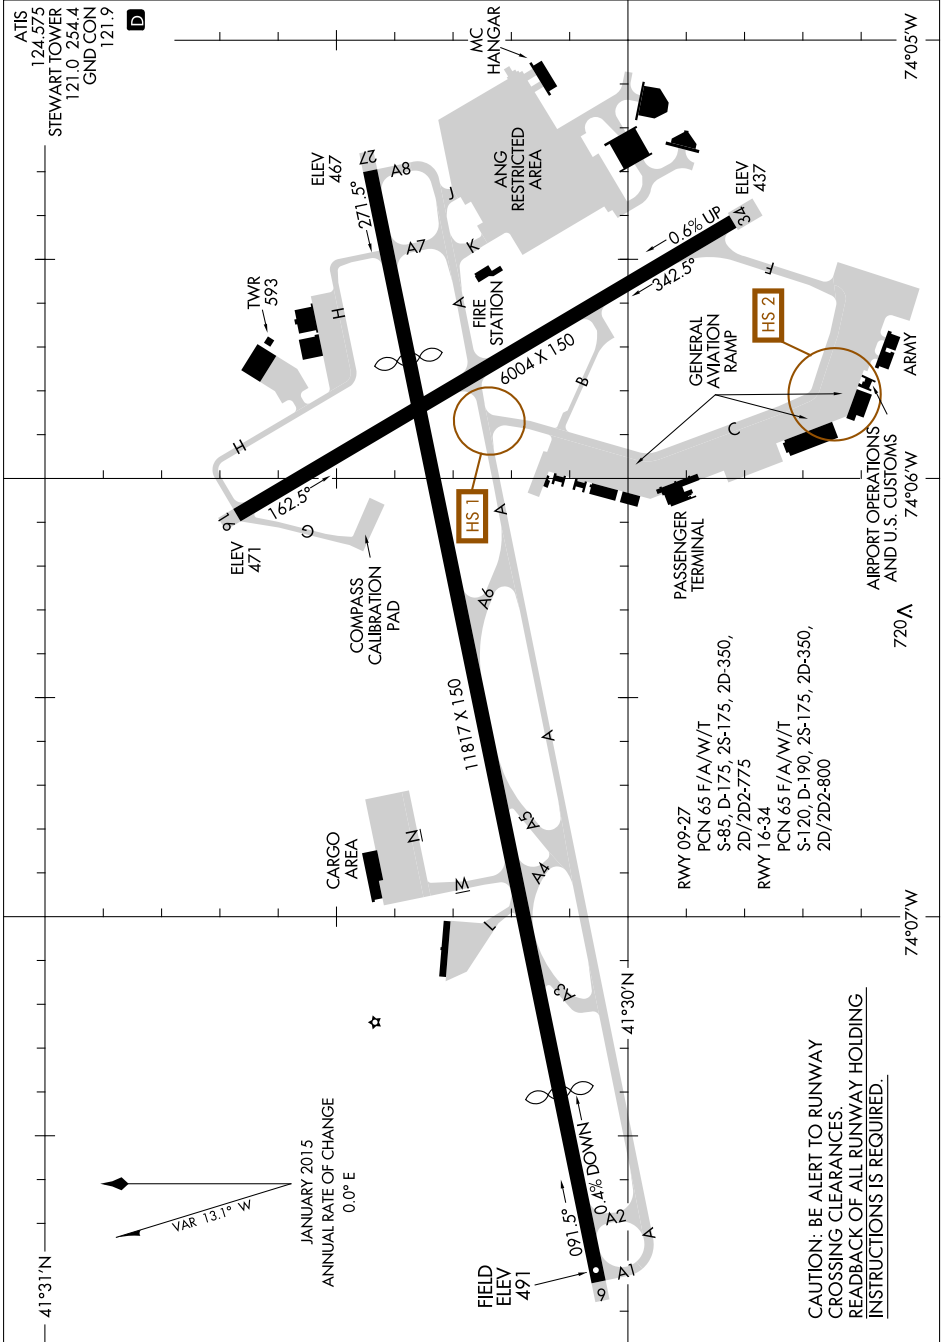 ATIS
124.575
STEWART TOWER
121.0 254.4
GND CON
121.9
D
41°31'N
VAR 13.1° W
JANUARY 2015
ANNUAL RATE OF CHANGE
0.0° E
TWR
593
ELEV
467
27
A8
271.5°
A7
J
K
H
H
16
ELEV
471
162.5°
G
COMPASS
CALIBRATION
PAD
MC
HANGAR
ANG
RESTRICTED
AREA
FIRE
STATION
A
6004 X 150
B
ELEV
437
34
0.6% UP
342.5°
F
HS 2
HS 1
GENERAL
AVIATION
RAMP
C
ARMY
AIRPORT OPERATIONS
AND U.S. CUSTOMS
PASSENGER
TERMINAL
A
A6
11817 X 150
A
A5
A4
A3
CARGO
AREA
N
M
L
720
74°05'W
74°06'W
74°07'W
41°30'N
RWY 09-27
PCN 65 F/A/W/T
S-85, D-175, 2S-175, 2D-350,
2D/2D2-775
RWY 16-34
PCN 65 F/A/W/T
S-120, D-190, 2S-175, 2D-350,
2D/2D2-800
FIELD
ELEV
491
091.5°
0.4% DOWN
9
A1
A2
A
CAUTION: BE ALERT TO RUNWAY
CROSSING CLEARANCES.
READBACK OF ALL RUNWAY HOLDING
INSTRUCTIONS IS REQUIRED.